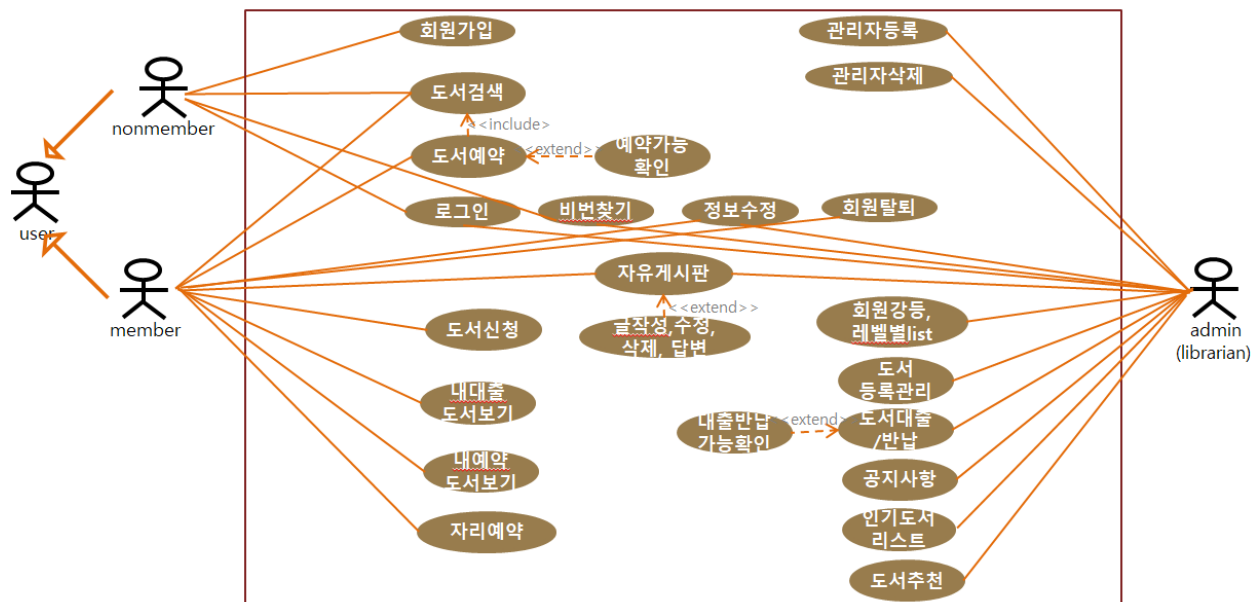 회원가입
관리자등록
관리자삭제
nonmember
도서검색
<<include>
도서예약
<<extend>>
예약가능
확인
user
로그인
비번찾기
정보수정
회원탈퇴
member
자유게시판
<<extend>>
글작성,수정,
삭제, 답변
도서신청
회원강등,
레벨별list
admin
(librarian)
도서
등록관리
내대출
도서보기
대출반납
가능확인
<extend>
도서대출
/반납
내예약
도서보기
공지사항
자리예약
인기도서
리스트
도서추천